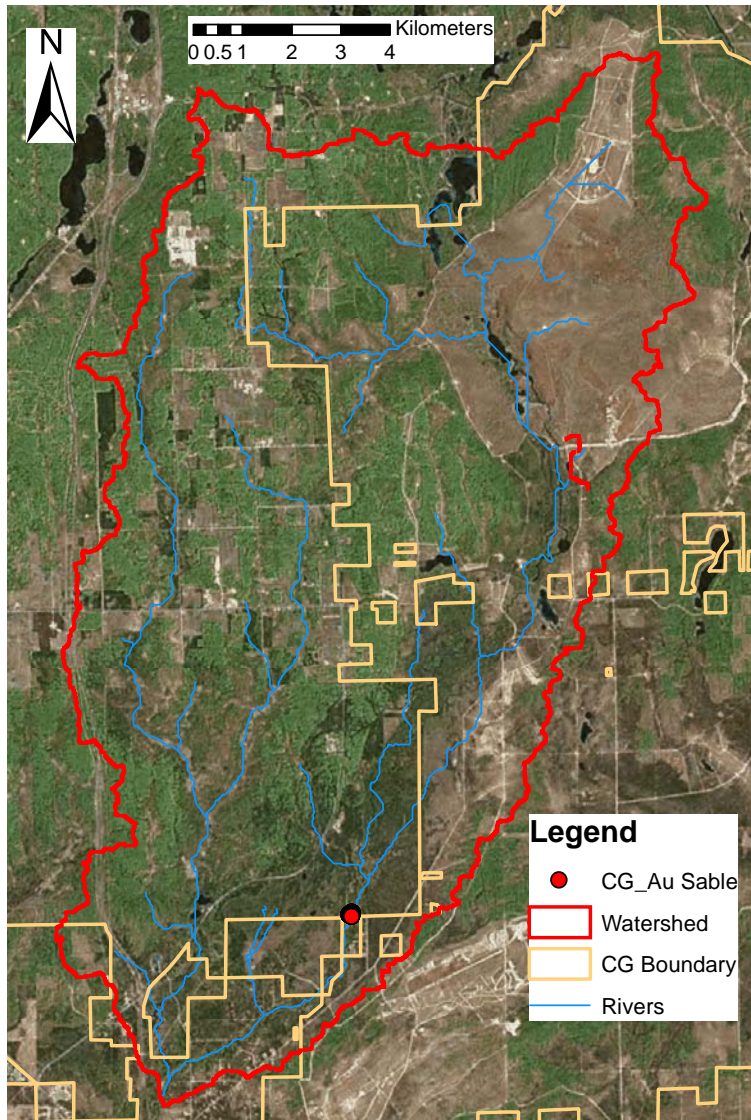 Kilometers
0 0.5 1 2 3 4
N
Legend
CG_Au Sable
Watershed
CG Boundary
Rivers